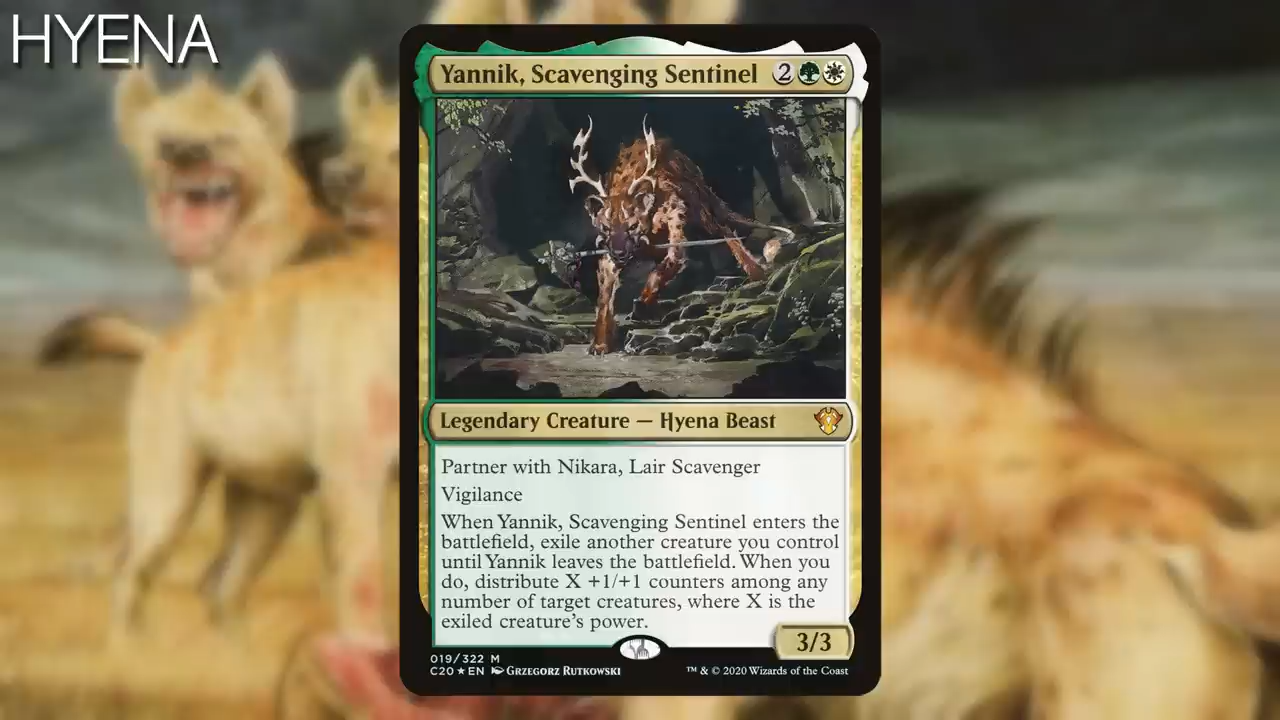 HYENA
Yannik, Scavenging Sentinel 2
Legendary Creature — Hyena Beast
Partner with Nikara, Lair Scavenger
Vigilance
When Yannik, Scavenging Sentinel enters the
battlefield, exile another creature you control
until Yannik leaves the battlefield. When you
do, distribute X +1/+1 counters among any
number of target creatures, where X is the
exiled creature's power.
3/3
019/322 M
C20★EN GRZEGORZ RUTKOWSKI
™ & © 2020 Wizards of the Coast